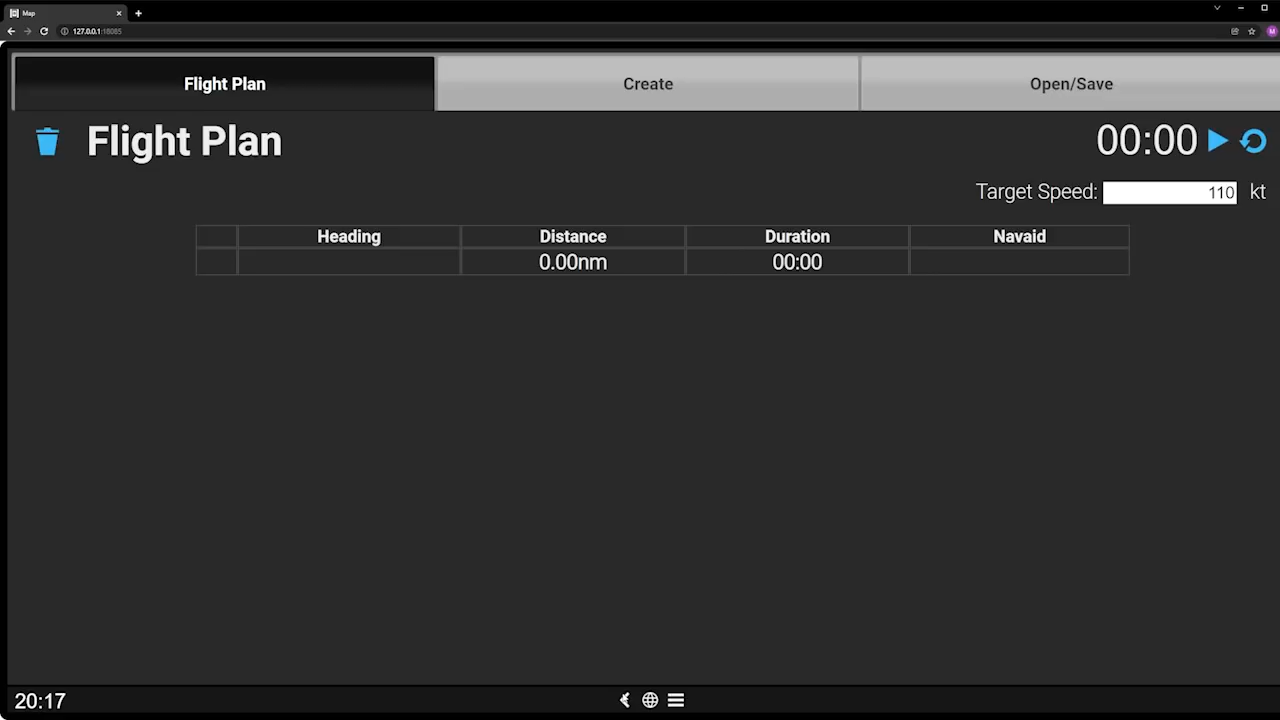 Map
127.0.0.1:18085
M
Flight Plan
Create
Open/Save
Flight Plan
00:00
Target Speed: 110 kt
Heading Distance Duration Navaid
0.00nm 00:00
20:17